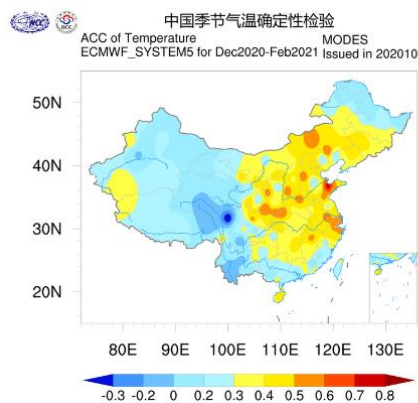 中国季节气温确定性检验
ACC of Temperature MODES
ECMWF_SYSTEM5 for Dec2020-Feb2021 Issued in 202010
50N
40N
30N
20N
80E 90E 100E 110E 120E 130E
-0.3 -0.2 0 0.2 0.3 0.4 0.5 0.6 0.7 0.8